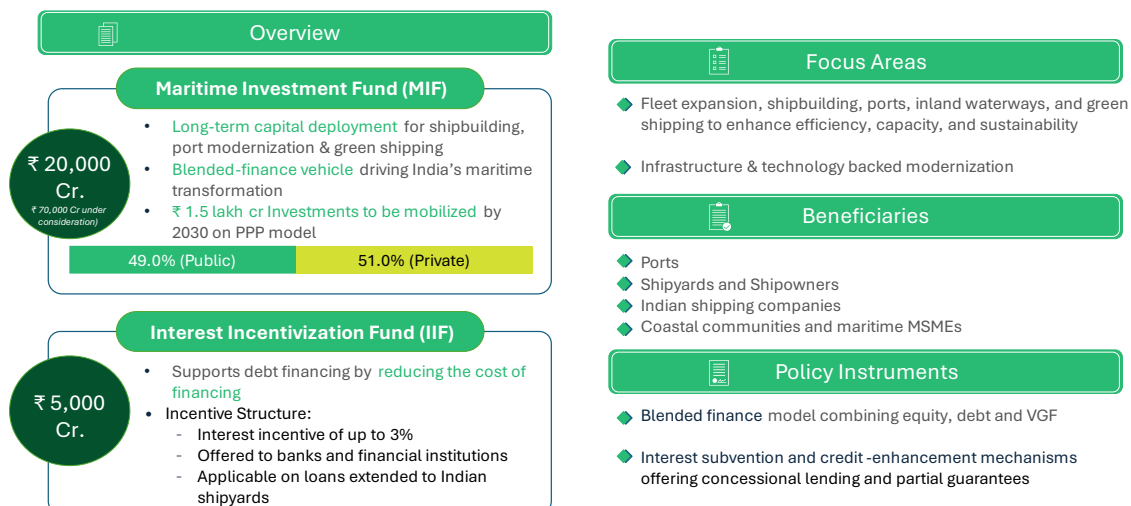 Overview
Maritime Investment Fund (MIF)
₹ 20,000
Cr.
₹ 70,000 Cr under
consideration)
• Long-term capital deployment for shipbuilding,
port modernization & green shipping
• Blended-finance vehicle driving India's maritime
transformation
• ₹ 1.5 lakh cr Investments to be mobilized by
2030 on PPP model
49.0% (Public)
51.0% (Private)
Interest Incentivization Fund (IIF)
₹ 5,000
Cr.
• Supports debt financing by reducing the cost of
financing
• Incentive Structure:
- Interest incentive of up to 3%
- Offered to banks and financial institutions
- Applicable on loans extended to Indian
shipyards
Focus Areas
Fleet expansion, shipbuilding, ports, inland waterways, and green
shipping to enhance efficiency, capacity, and sustainability
Infrastructure & technology backed modernization
Beneficiaries
Ports
Shipyards and Shipowners
Indian shipping companies
Coastal communities and maritime MSMEs
Policy Instruments
Blended finance model combining equity, debt and VGF
Interest subvention and credit-enhancement mechanisms
offering concessional lending and partial guarantees